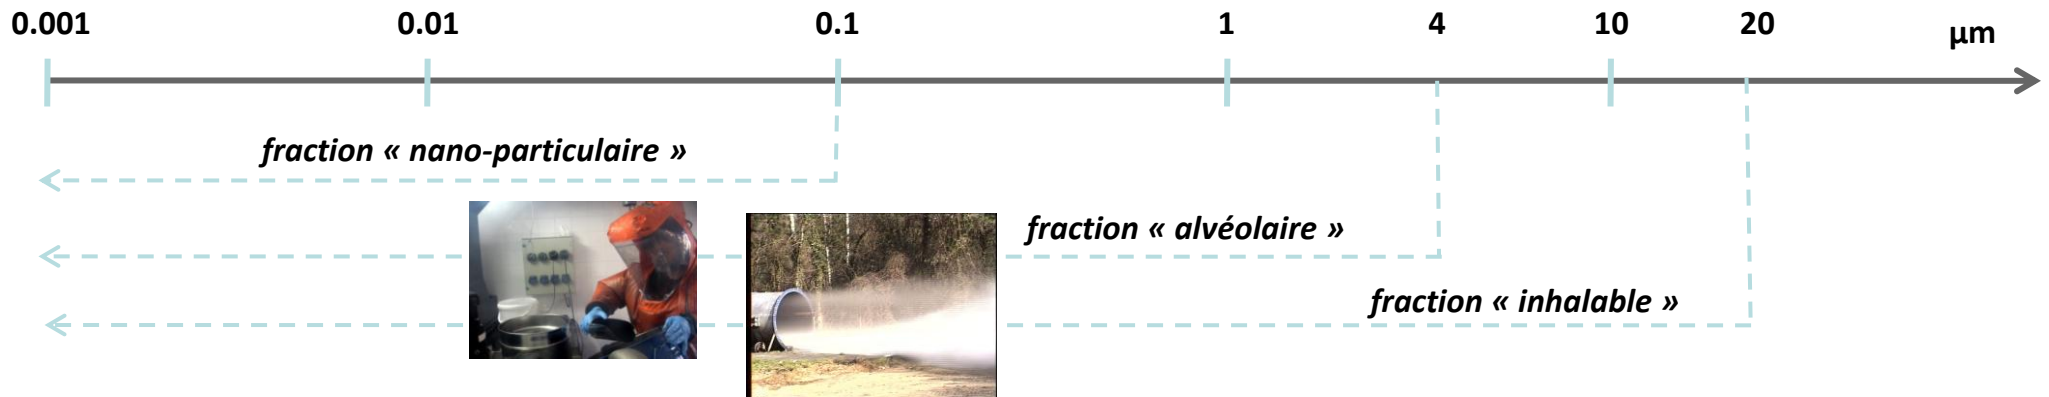 0.001 0.01 0.1 1 4 10 20 µm
fraction « nano-particulaire »
fraction « alvéolaire »
fraction « inhalable »